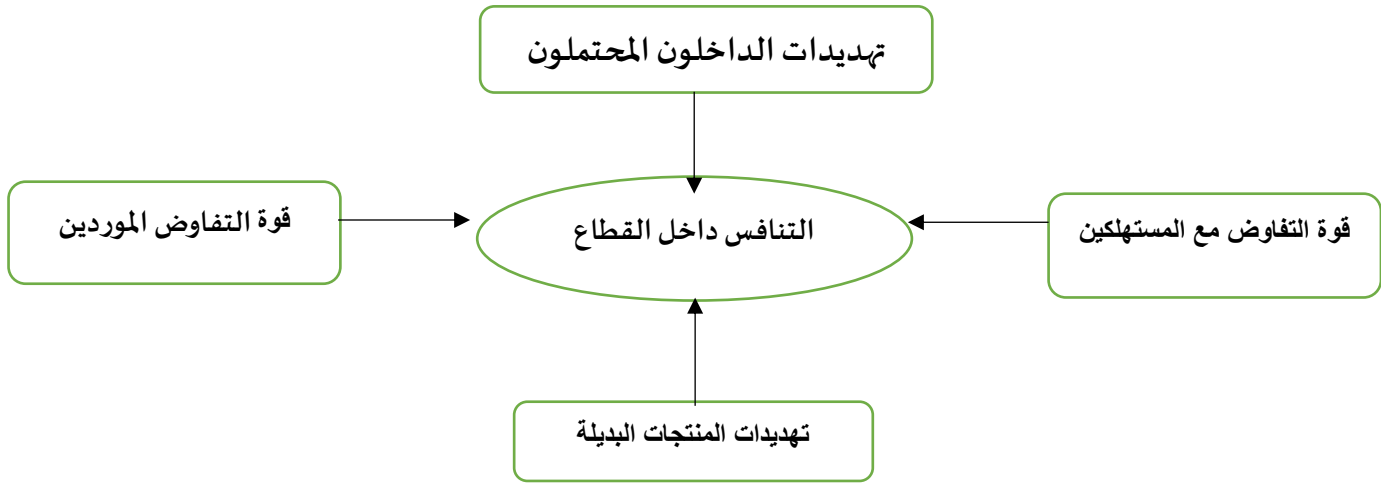 تهديدات الداخلون المحتملون
قوة التفاوض مع المستهلكين
التنافس داخل القطاع
قوة التفاوض الموردين
تهديدات المنتجات البديلة